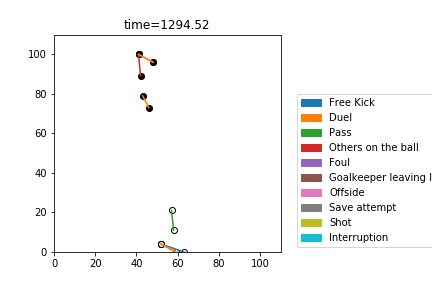 time=1294.52
100
80
60
40
20
0
0 20 40 60 80 100
Free Kick
Duel
Pass
Others on the ball
Foul
Goalkeeper leaving l
Offside
Save attempt
Shot
Interruption